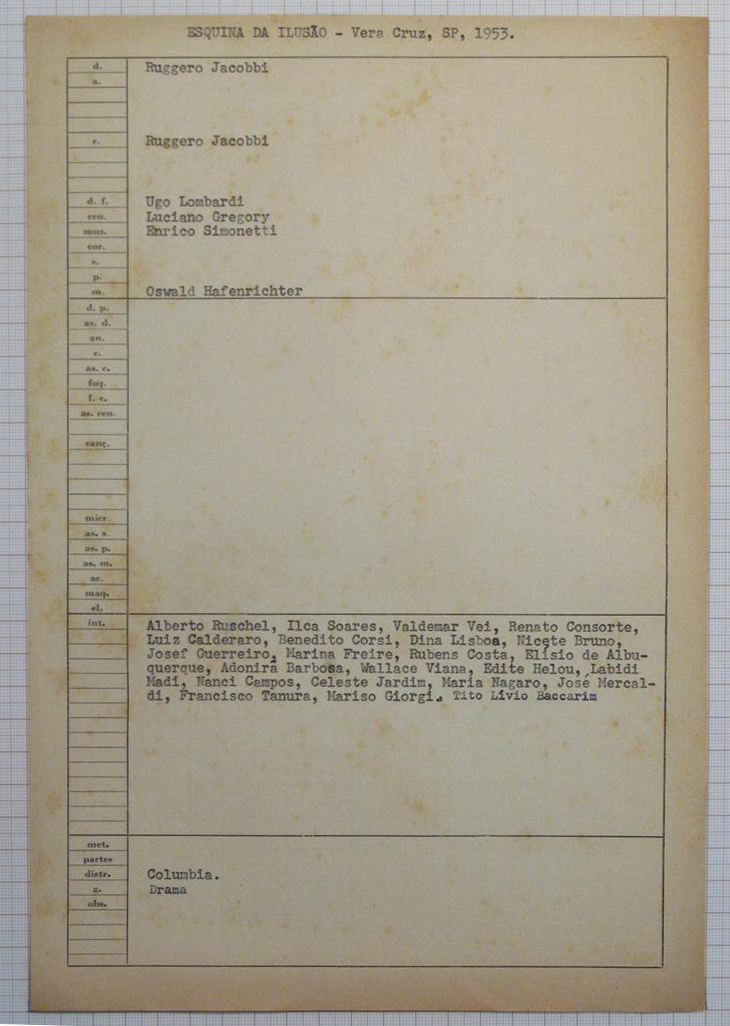 ESQUINA DA ILUSÃO - Vera Cruz, SP, 1953.
d. Ruggero Jacobbi
a.
r. Ruggero Jacobbi
d. f. Ugo Lombardi
cen. Luciano Gregory
mus. Enrico Simonetti
cor.
s.
p.
m. Oswald Hafenrichter
d. p.
as. d.
an.
c.
as. c.
foq.
f. c.
as. cen.
canç.
micr.
as. s.
as. p.
as. m.
ac.
maq.
el.
int. Alberto Ruschel, Ilca Soares, Valdemar Vei, Renato Consorte,
Luiz Calderaro, Benedito Corsi, Dina Lisboa, Nicete Bruno,
Josef Guerreiro, Marina Freire, Rubens Costa, Elísio de Albu-
querque, Adonira Barbosa, Wallace Viana, Edite Helou, Labidi
Madi, Nanci Campos, Celeste Jardim, Maria Nagaro, José Mercal-
di, Francisco Tanura, Mariso Giorgi. Tito Lívio Baccarim
met.
partes
distr. Columbia.
g. Drama
obs.